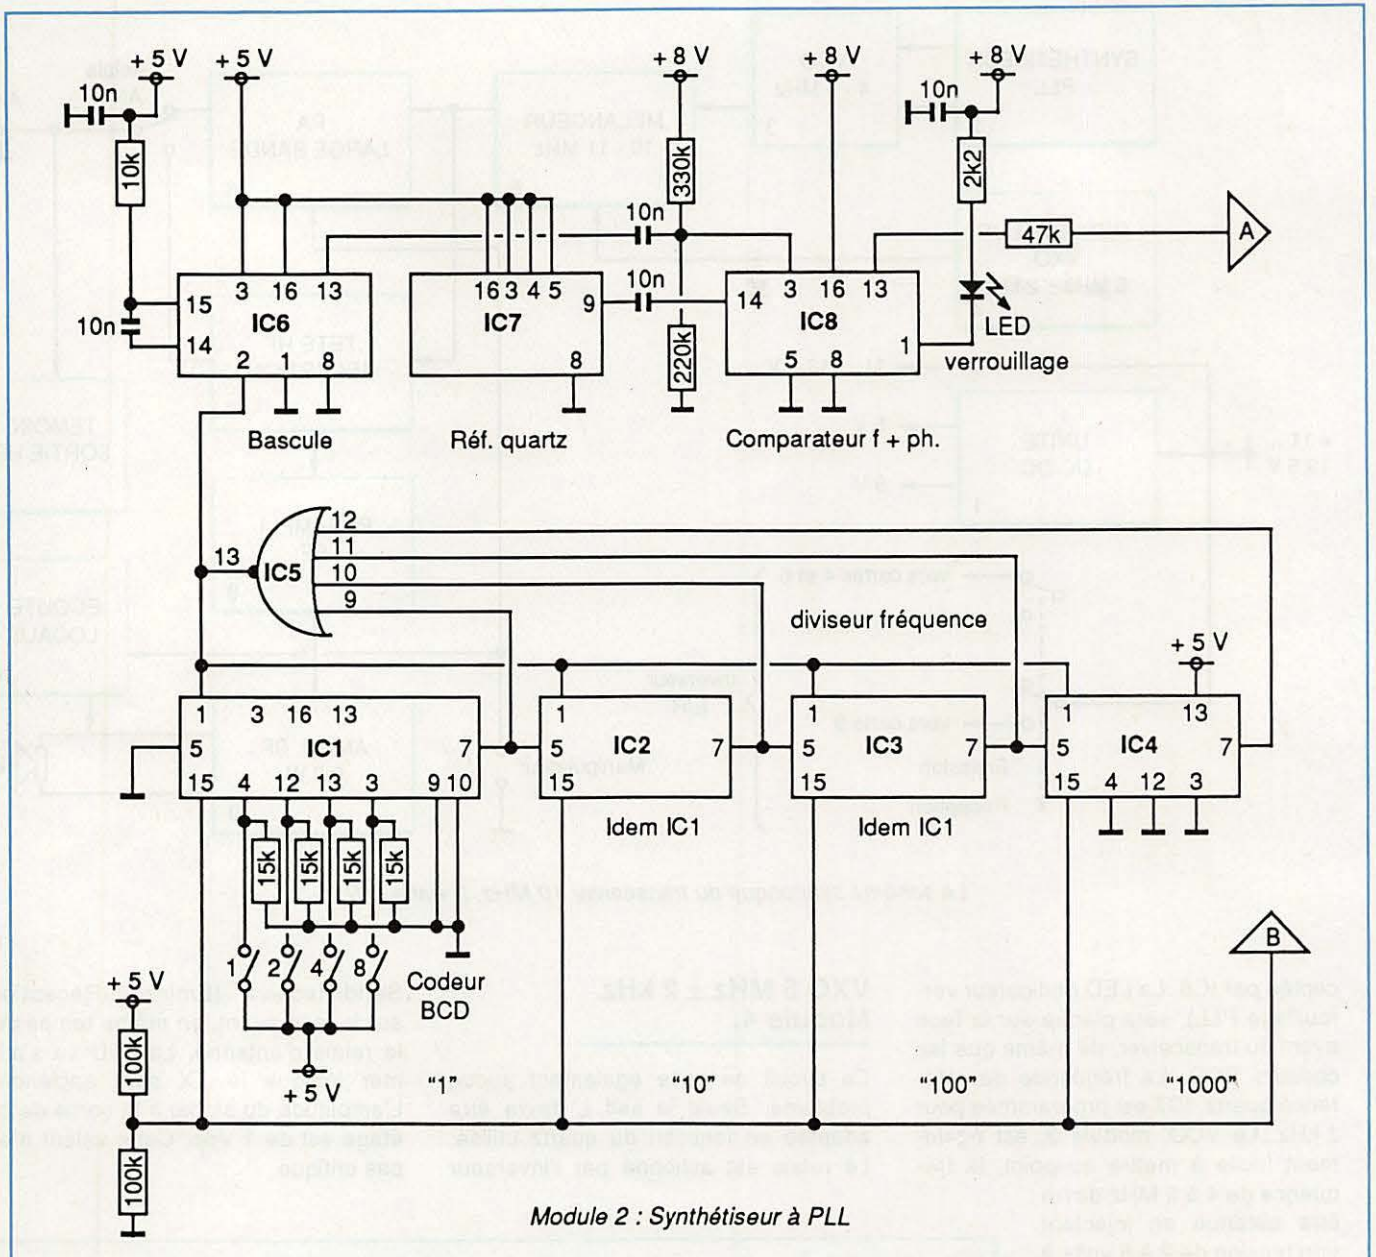 + 5 V
+ 5 V
+ 8 V
+ 8 V
+ 8 V
10n
10n
10k
330k
2k2
10n
47k
A
3 16 13
16 3 4 5
10n
3 16 13
15
IC6
IC7
9
14
IC8
LED
10n
14
1
2 1 8
8
220k
5 8
verrouillage
Bascule
Réf. quartz
Comparateur f + ph.
12
13
IC5
11
10
9
diviseur fréquence
+ 5 V
1 3 16 13
1
1
1
13
5
IC1
7
5
IC2
7
5
IC3
7
5
IC4
7
15 4 12 13 3 9 10
15
15
15 4 12 3
Idem IC1
Idem IC1
15k
15k
15k
15k
B
1 2 4 8
Codeur
BCD
+ 5 V
100k
+ 5 V
"1"
"10"
"100"
"1000"
100k
Module 2 : Synthétiseur à PLL